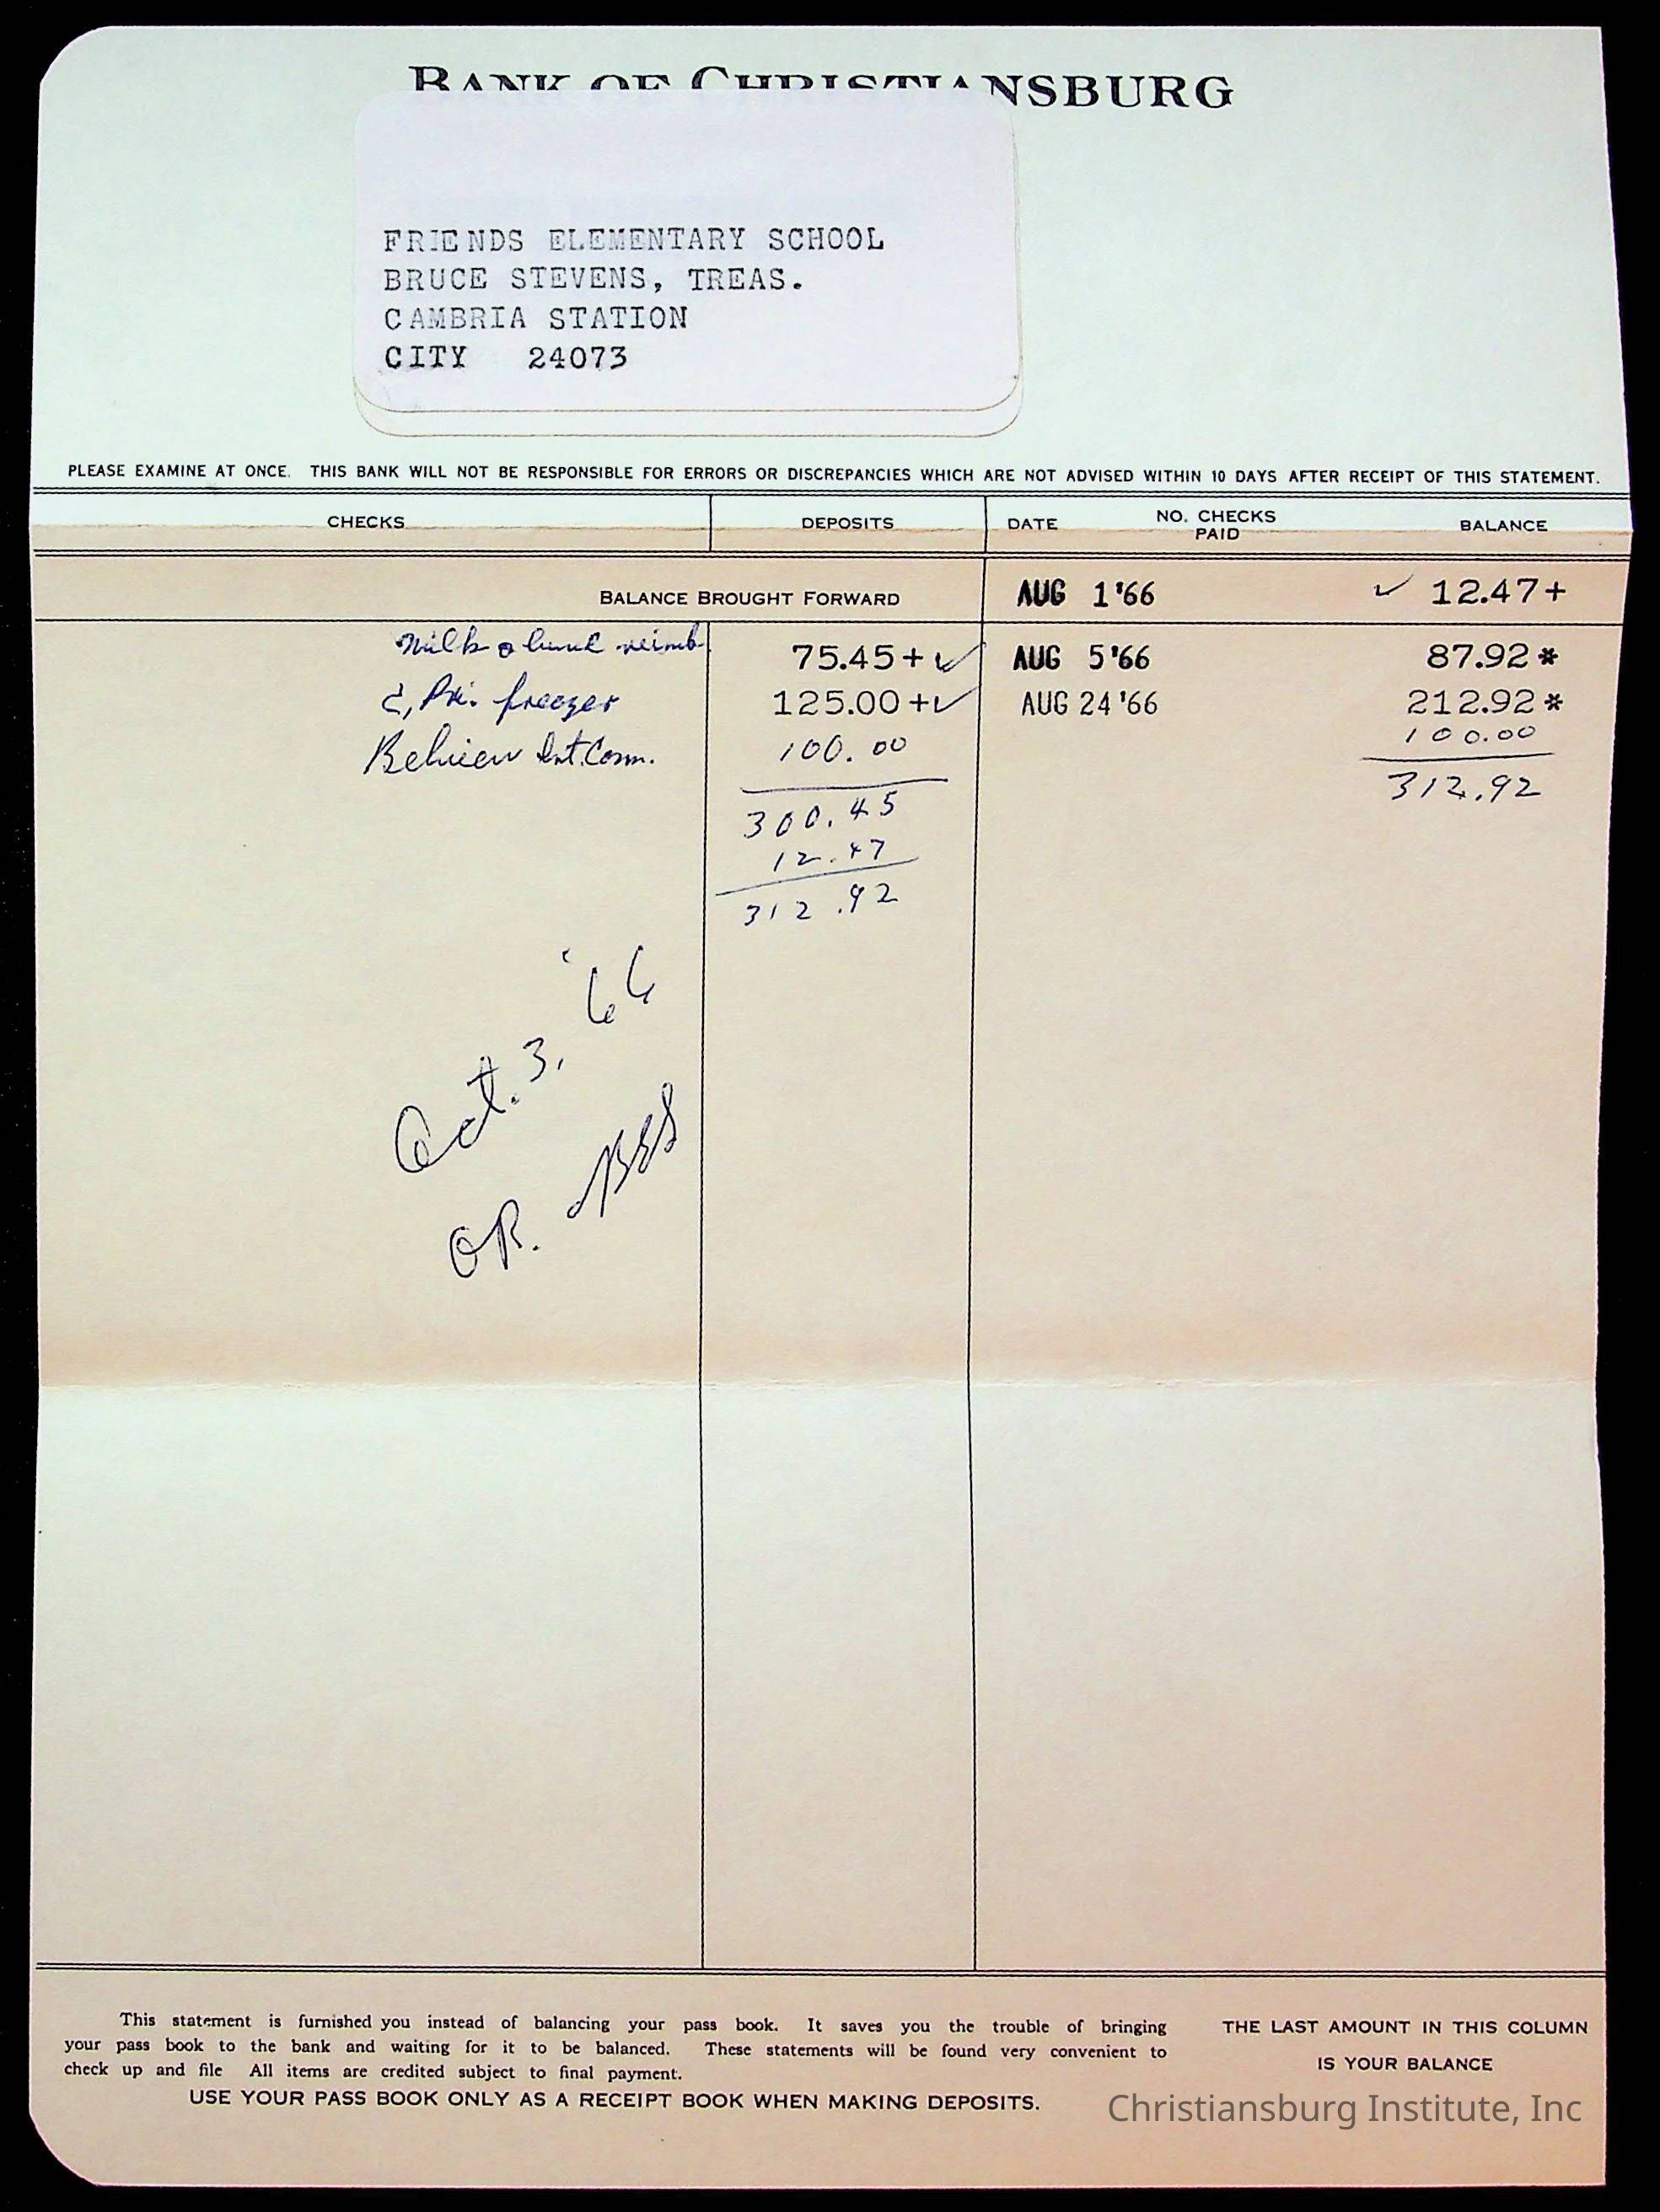 BANK OF CHRISTIANSBURG
FRIENDS ELEMENTARY SCHOOL
BRUCE STEVENS, TREAS.
CAMBRIA STATION
CITY 24073
PLEASE EXAMINE AT ONCE. THIS BANK WILL NOT BE RESPONSIBLE FOR ERRORS OR DISCREPANCIES WHICH ARE NOT ADVISED WITHIN 10 DAYS AFTER RECEIPT OF THIS STATEMENT.
CHECKS DEPOSITS DATE NO. CHECKS PAID BALANCE
BALANCE BROUGHT FORWARD AUG 1'66 ✓ 12.47+
Milk & lunch reimb 75.45+✓ AUG 5'66 87.92*
freezer 125.00+✓ AUG 24'66 212.92*
Int. Comm. 100.00 100.00
300.45 312.92
12.47
312.92
Oct. 3, '66
OK.
This statement is furnished you instead of balancing your pass book. It saves you the trouble of bringing
your pass book to the bank and waiting for it to be balanced. These statements will be found very convenient to
check up and file All items are credited subject to final payment.
USE YOUR PASS BOOK ONLY AS A RECEIPT BOOK WHEN MAKING DEPOSITS.
THE LAST AMOUNT IN THIS COLUMN
IS YOUR BALANCE
Christiansburg Institute, Inc